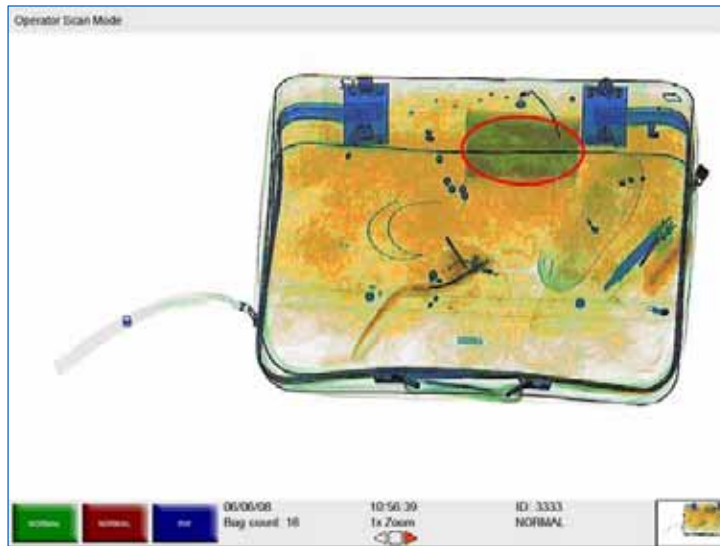 Operator Scan Mode
NORMAL
NORMAL
06/06/08
Bag count: 16
10:56:39
1x Zoom
ID: 3333
NORMAL